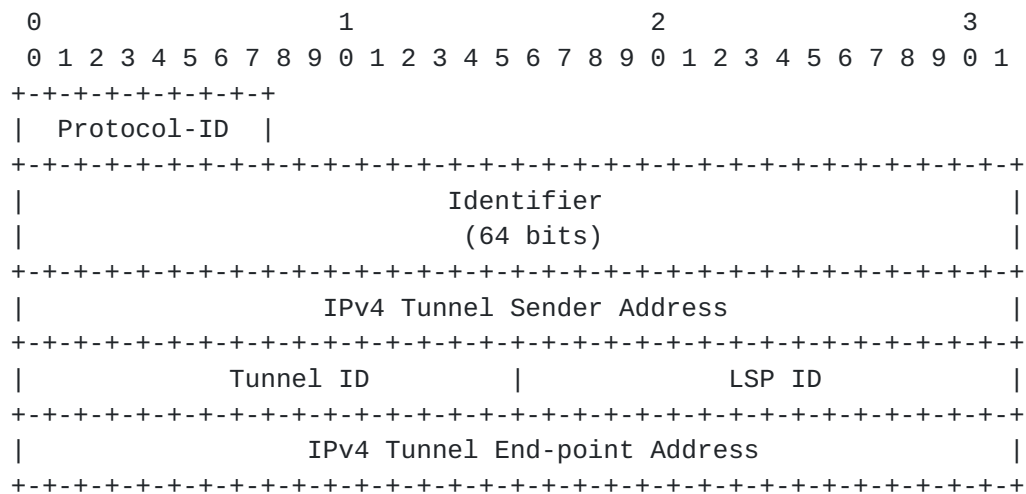 0                   1                   2                   3
 0 1 2 3 4 5 6 7 8 9 0 1 2 3 4 5 6 7 8 9 0 1 2 3 4 5 6 7 8 9 0 1
+-+-+-+-+-+-+-+-+
|  Protocol-ID  |
+-+-+-+-+-+-+-+-+-+-+-+-+-+-+-+-+-+-+-+-+-+-+-+-+-+-+-+-+-+-+-+-+
|                           Identifier                          |
|                            (64 bits)                          |
+-+-+-+-+-+-+-+-+-+-+-+-+-+-+-+-+-+-+-+-+-+-+-+-+-+-+-+-+-+-+-+-+
|                   IPv4 Tunnel Sender Address                  |
+-+-+-+-+-+-+-+-+-+-+-+-+-+-+-+-+-+-+-+-+-+-+-+-+-+-+-+-+-+-+-+-+
|             Tunnel ID         |             LSP ID            |
+-+-+-+-+-+-+-+-+-+-+-+-+-+-+-+-+-+-+-+-+-+-+-+-+-+-+-+-+-+-+-+-+
|                  IPv4 Tunnel End-point Address                |
+-+-+-+-+-+-+-+-+-+-+-+-+-+-+-+-+-+-+-+-+-+-+-+-+-+-+-+-+-+-+-+-+